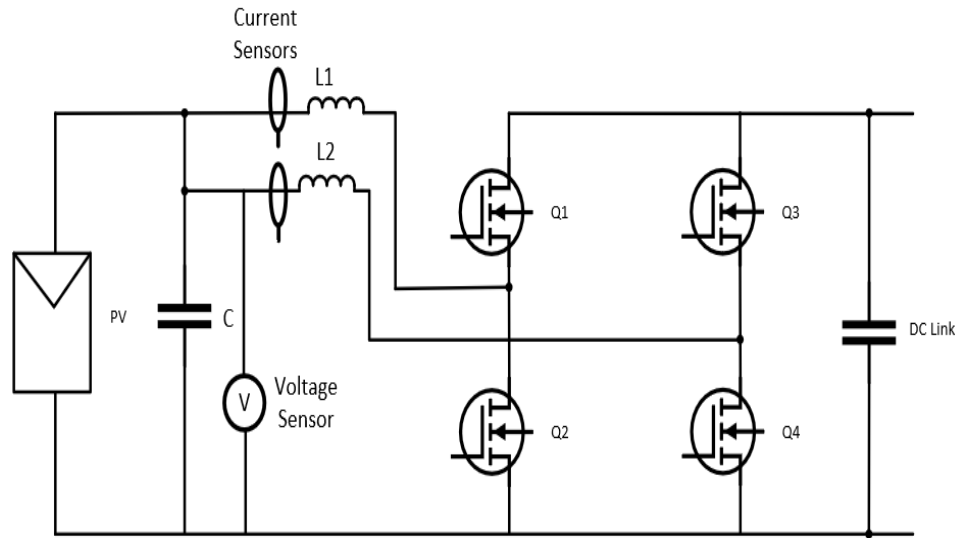 Current
Sensors
L1
L2
Q1
Q3
PV
C
DC Link
V
Voltage
Sensor
Q2
Q4